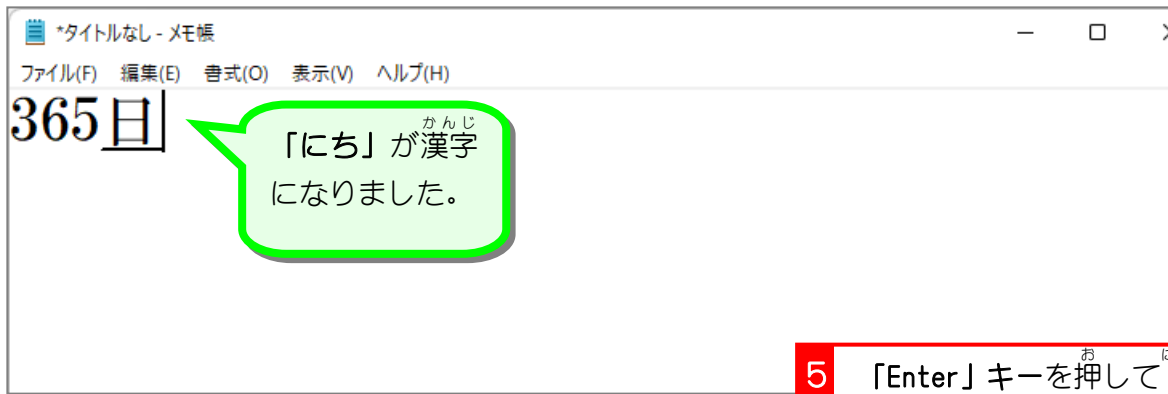 *タイトルなし - メモ帳
ファイル(F) 編集(E) 書式(O) 表示(V) ヘルプ(H)
365日
かんじ
「にち」が漢字
になりました。
お
5 「Enter」キーを押して